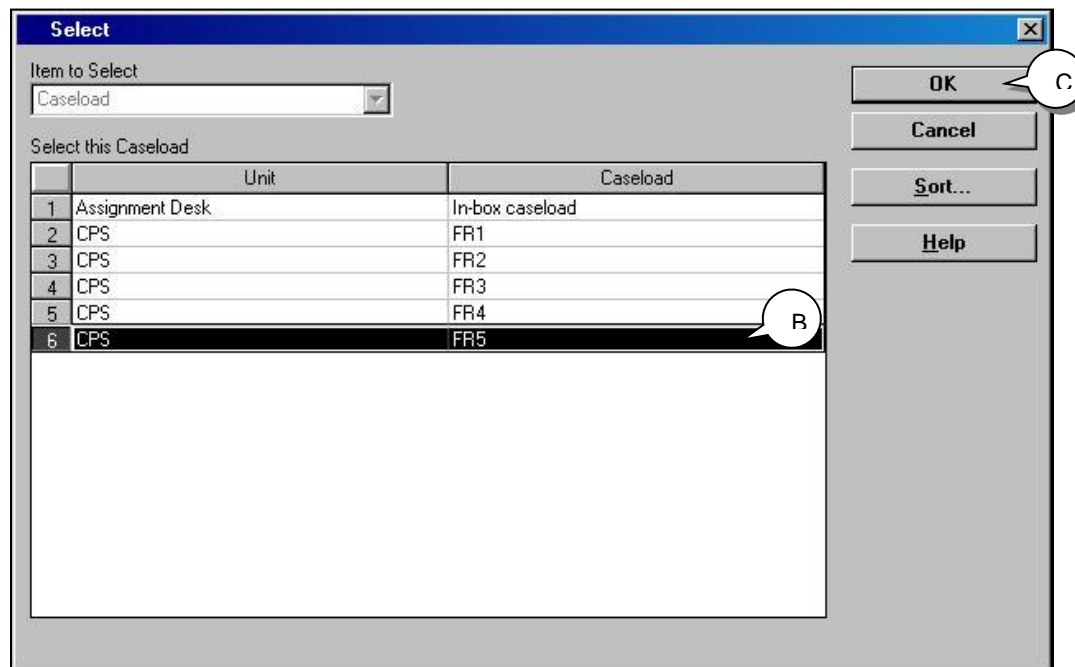 Select
Item to Select
OK
C
Caseload
Cancel
Select this Caseload
Unit Caseload
Sort...
1 Assignment Desk In-box caseload
2 CPS FR1
Help
3 CPS FR2
4 CPS FR3
5 CPS FR4
B
6 CPS FR5